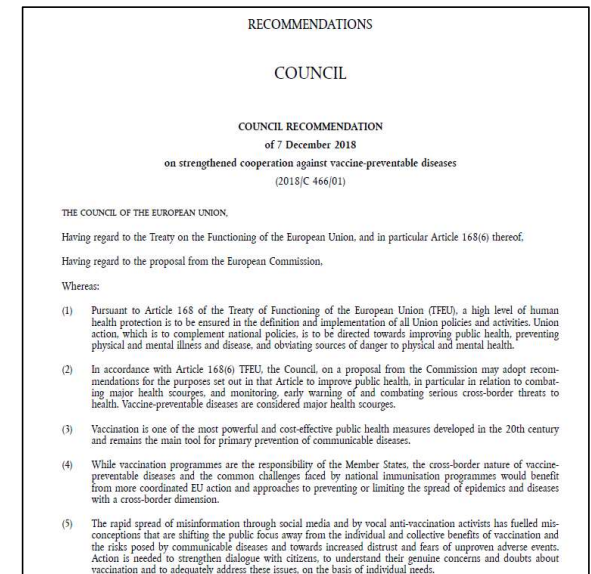 RECOMMENDATIONS
COUNCIL
COUNCIL RECOMMENDATION
of 7 December 2018
on strengthened cooperation against vaccine-preventable diseases
(2018/C 466/01)
THE COUNCIL OF THE EUROPEAN UNION,
Having regard to the Treaty on the Functioning of the European Union, and in particular Article 168(6) thereof,
Having regard to the proposal from the European Commission,
Whereas:
(1) Pursuant to Article 168 of the Treaty of Functioning of the European Union (TFEU), a high level of human
health protection is to be ensured in the definition and implementation of all Union policies and activities. Union
action, which is to complement national policies, is to be directed towards improving public health, preventing
physical and mental illness and disease, and obviating sources of danger to physical and mental health.
(2) In accordance with Article 168(6) TFEU, the Council, on a proposal from the Commission may adopt recom-
mendations for the purposes set out in that Article to improve public health, in particular in relation to combat-
ing major health scourges, and monitoring, early warning of and combating serious cross-border threats to
health. Vaccine-preventable diseases are considered major health scourges.
(3) Vaccination is one of the most powerful and cost-effective public health measures developed in the 20th century
and remains the main tool for primary prevention of communicable diseases.
(4) While vaccination programmes are the responsibility of the Member States, the cross-border nature of vaccine-
preventable diseases and the common challenges faced by national immunisation programmes would benefit
from more coordinated EU action and approaches to preventing or limiting the spread of epidemics and diseases
with a cross-border dimension.
(5) The rapid spread of misinformation through social media and by vocal anti-vaccination activists has fuelled mis-
conceptions that are shifting the public focus away from the individual and collective benefits of vaccination and
the risks posed by communicable diseases and towards increased distrust and fears of unproven adverse events.
Action is needed to strengthen dialogue with citizens, to understand their genuine concerns and doubts about
vaccination and to adequately address these issues, on the basis of individual needs.